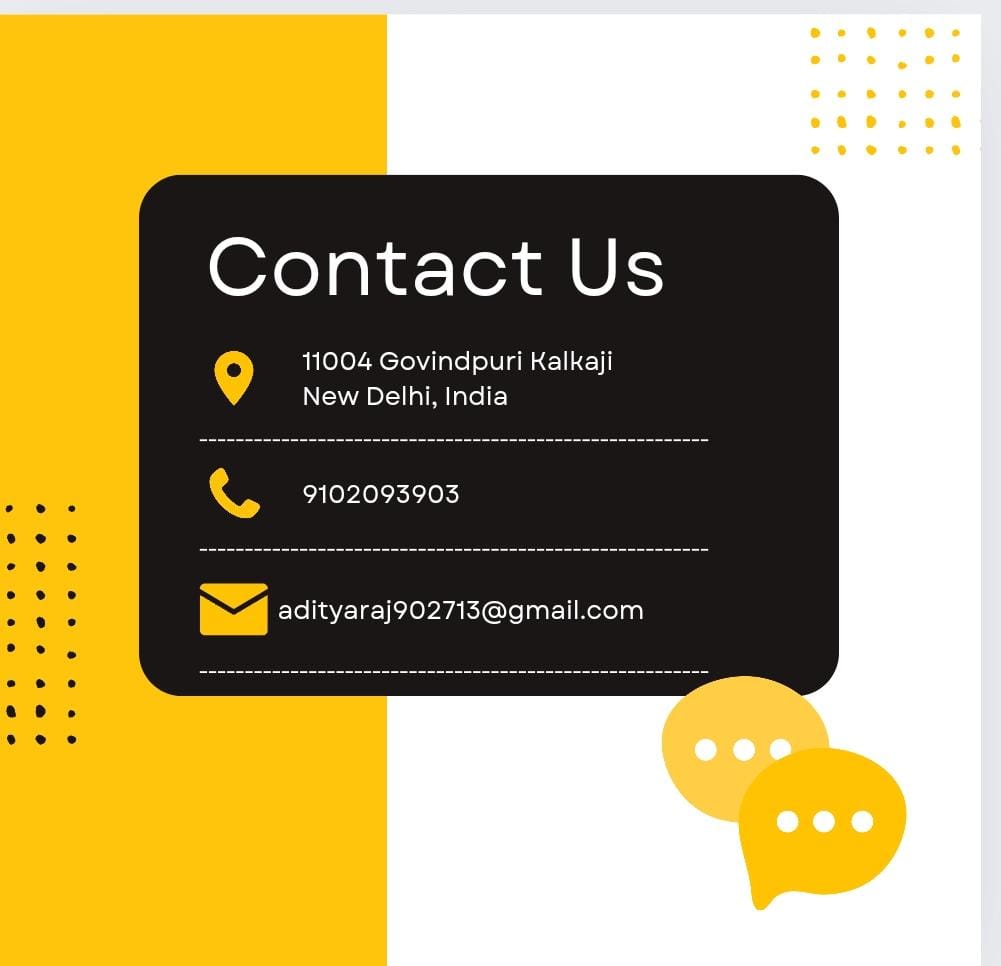 Contact Us
11004 Govindpuri Kalkaji
New Delhi, India
9102093903
adityaraj902713@gmail.com